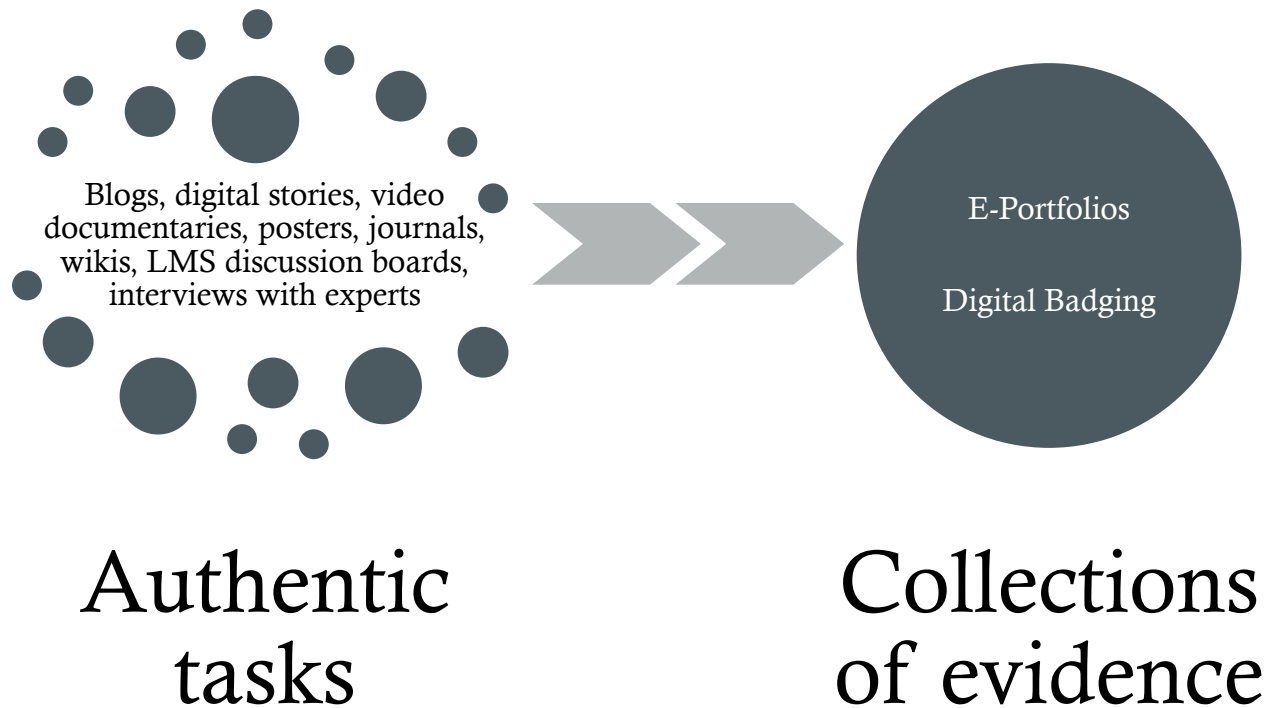 Blogs, digital stories, video
documentaries, posters, journals,
wikis, LMS discussion boards,
interviews with experts
E-Portfolios
Digital Badging
Authentic
tasks
Collections
of evidence